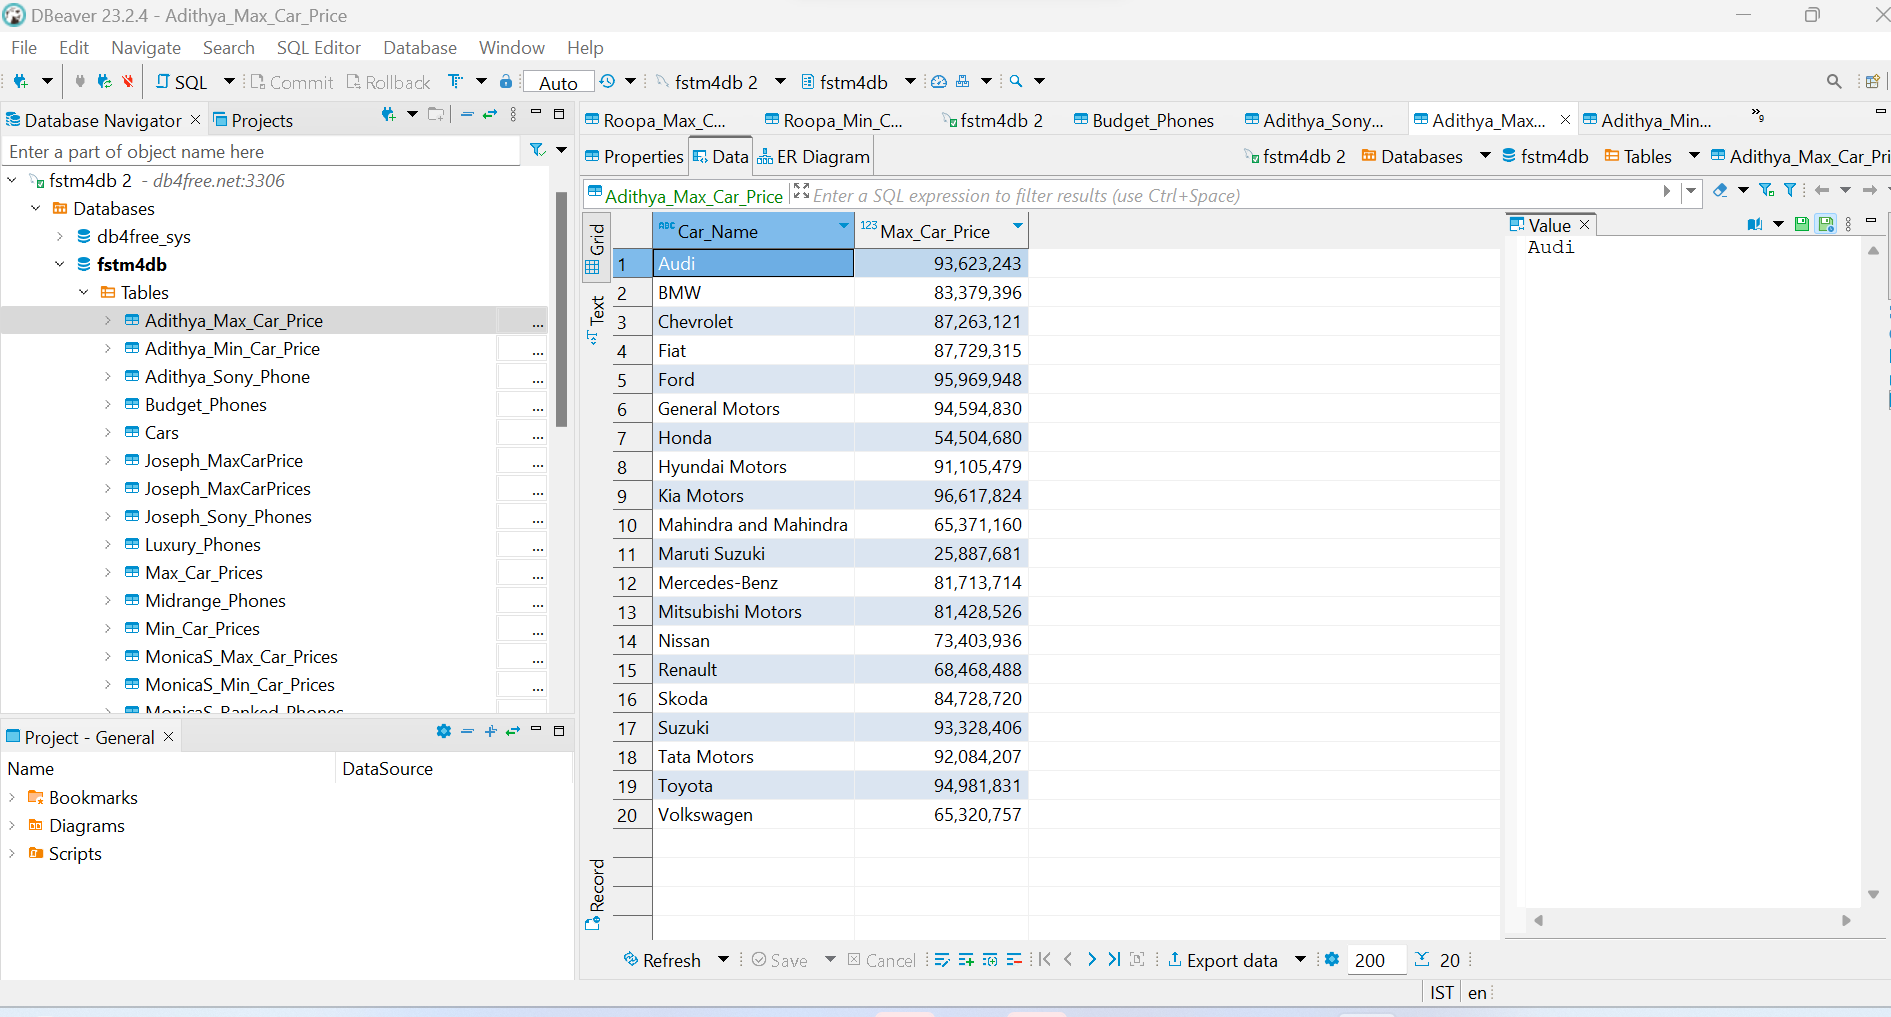 DBeaver 23.2.4 - Adithya_Max_Car_Price
File Edit Navigate Search SQL Editor Database Window Help
SQL Commit Rollback Auto fstm4db 2 fstm4db
Database Navigator Projects
Enter a part of object name here
fstm4db 2 - db4free.net:3306
Databases
db4free_sys
fstm4db
Tables
Adithya_Max_Car_Price ...
Adithya_Min_Car_Price ...
Adithya_Sony_Phone ...
Budget_Phones ...
Cars ...
Joseph_MaxCarPrice ...
Joseph_MaxCarPrices ...
Joseph_Sony_Phones ...
Luxury_Phones ...
Max_Car_Prices ...
Midrange_Phones ...
Min_Car_Prices ...
MonicaS_Max_Car_Prices ...
MonicaS_Min_Car_Prices ...
MonicaS_Ranked_Phones
Project - General
Name DataSource
Bookmarks
Diagrams
Scripts
Roopa_Max_C... Roopa_Min_C... fstm4db 2 Budget_Phones Adithya_Sony... Adithya_Max... Adithya_Min... »9
Properties Data ER Diagram fstm4db 2 Databases fstm4db Tables Adithya_Max_Car_Pri
Adithya_Max_Car_Price Enter a SQL expression to filter results (use Ctrl+Space)
Grid
Text
Record
ABC Car_Name 123 Max_Car_Price
1 Audi 93,623,243
2 BMW 83,379,396
3 Chevrolet 87,263,121
4 Fiat 87,729,315
5 Ford 95,969,948
6 General Motors 94,594,830
7 Honda 54,504,680
8 Hyundai Motors 91,105,479
9 Kia Motors 96,617,824
10 Mahindra and Mahindra 65,371,160
11 Maruti Suzuki 25,887,681
12 Mercedes-Benz 81,713,714
13 Mitsubishi Motors 81,428,526
14 Nissan 73,403,936
15 Renault 68,468,488
16 Skoda 84,728,720
17 Suzuki 93,328,406
18 Tata Motors 92,084,207
19 Toyota 94,981,831
20 Volkswagen 65,320,757
Value
Audi
Refresh Save Cancel Export data 200 20
IST en